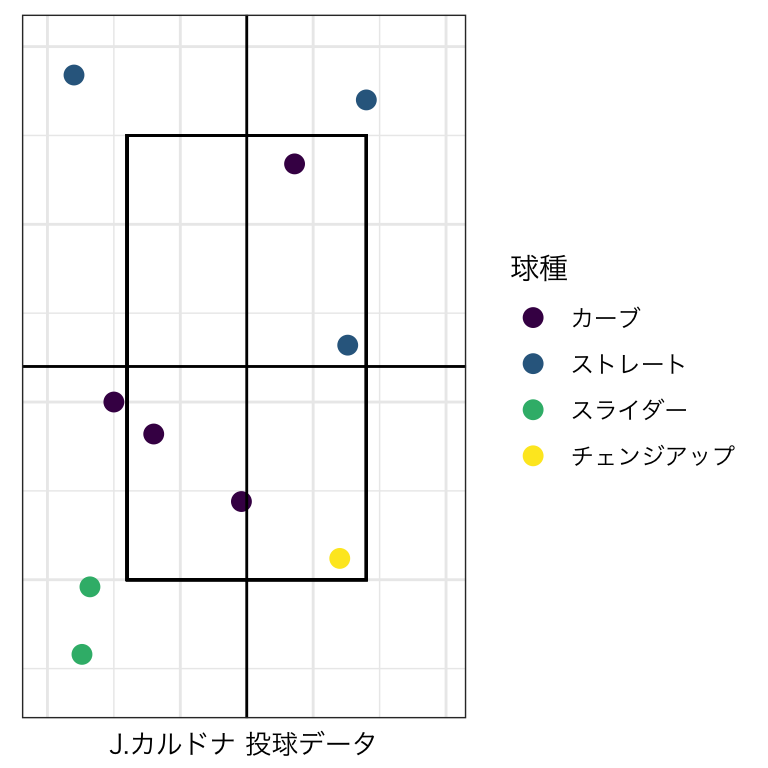 球種
カーブ
ストレート
スライダー
チェンジアップ
J.カルドナ 投球データ